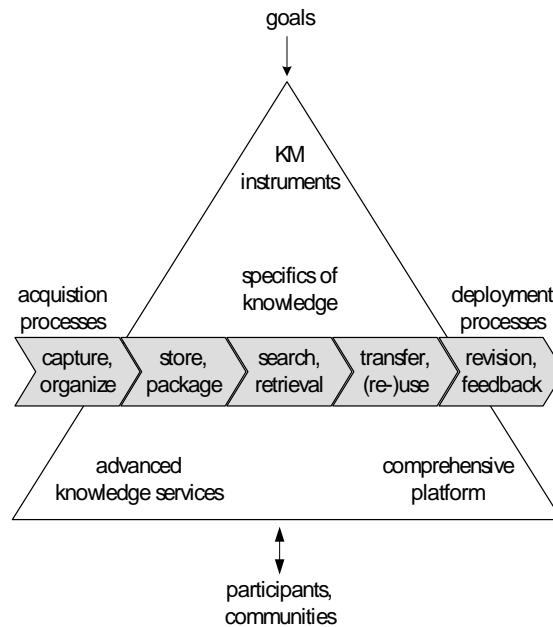 goals
KM
instruments
specifics of
knowledge
acquistion
processes
deployment
processes
capture,
organize
store,
package
search,
retrieval
transfer,
(re-)use
revision,
feedback
advanced
knowledge services
comprehensive
platform
participants,
communities